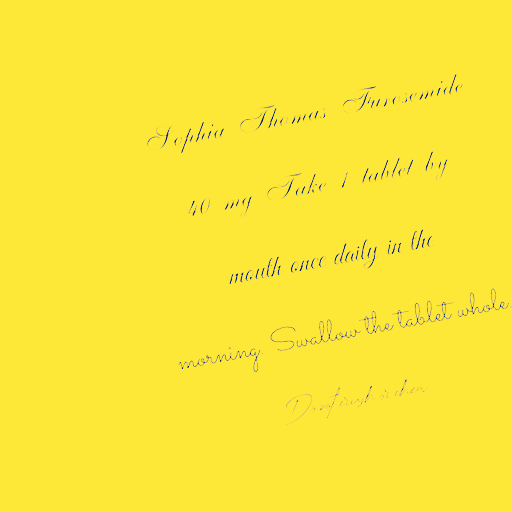 Sophia Thomas Furosemide
40 mg Take 1 tablet by
mouth once daily in the
morning. Swallow the tablet whole.
Do not crush or chew.